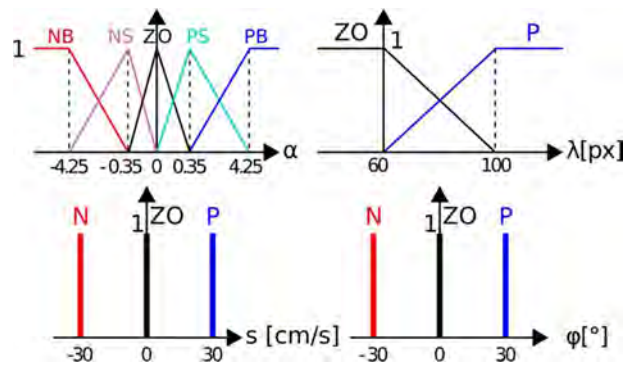 NB NS ZO PS PB
1
-4.25 -0.35 0 0.35 4.25 α
ZO 1 P
60 100 λ[px]
N 1 ZO P
-30 0 30 s [cm/s]
N 1 ZO P
-30 0 30 φ[°]